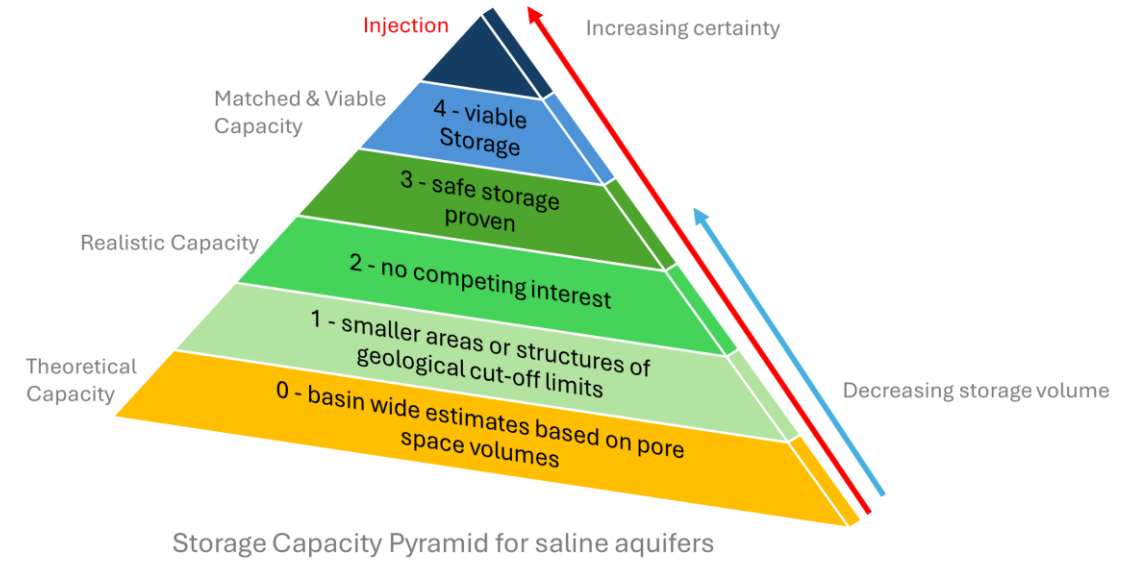 Injection
Increasing certainty
Matched & Viable
Capacity
4 - viable
Storage
3 - safe storage
proven
Realistic Capacity
2 - no competing interest
1 - smaller areas or structures of
geological cut-off limits
Theoretical
Capacity
0 - basin wide estimates based on pore
space volumes
Decreasing storage volume
Storage Capacity Pyramid for saline aquifers